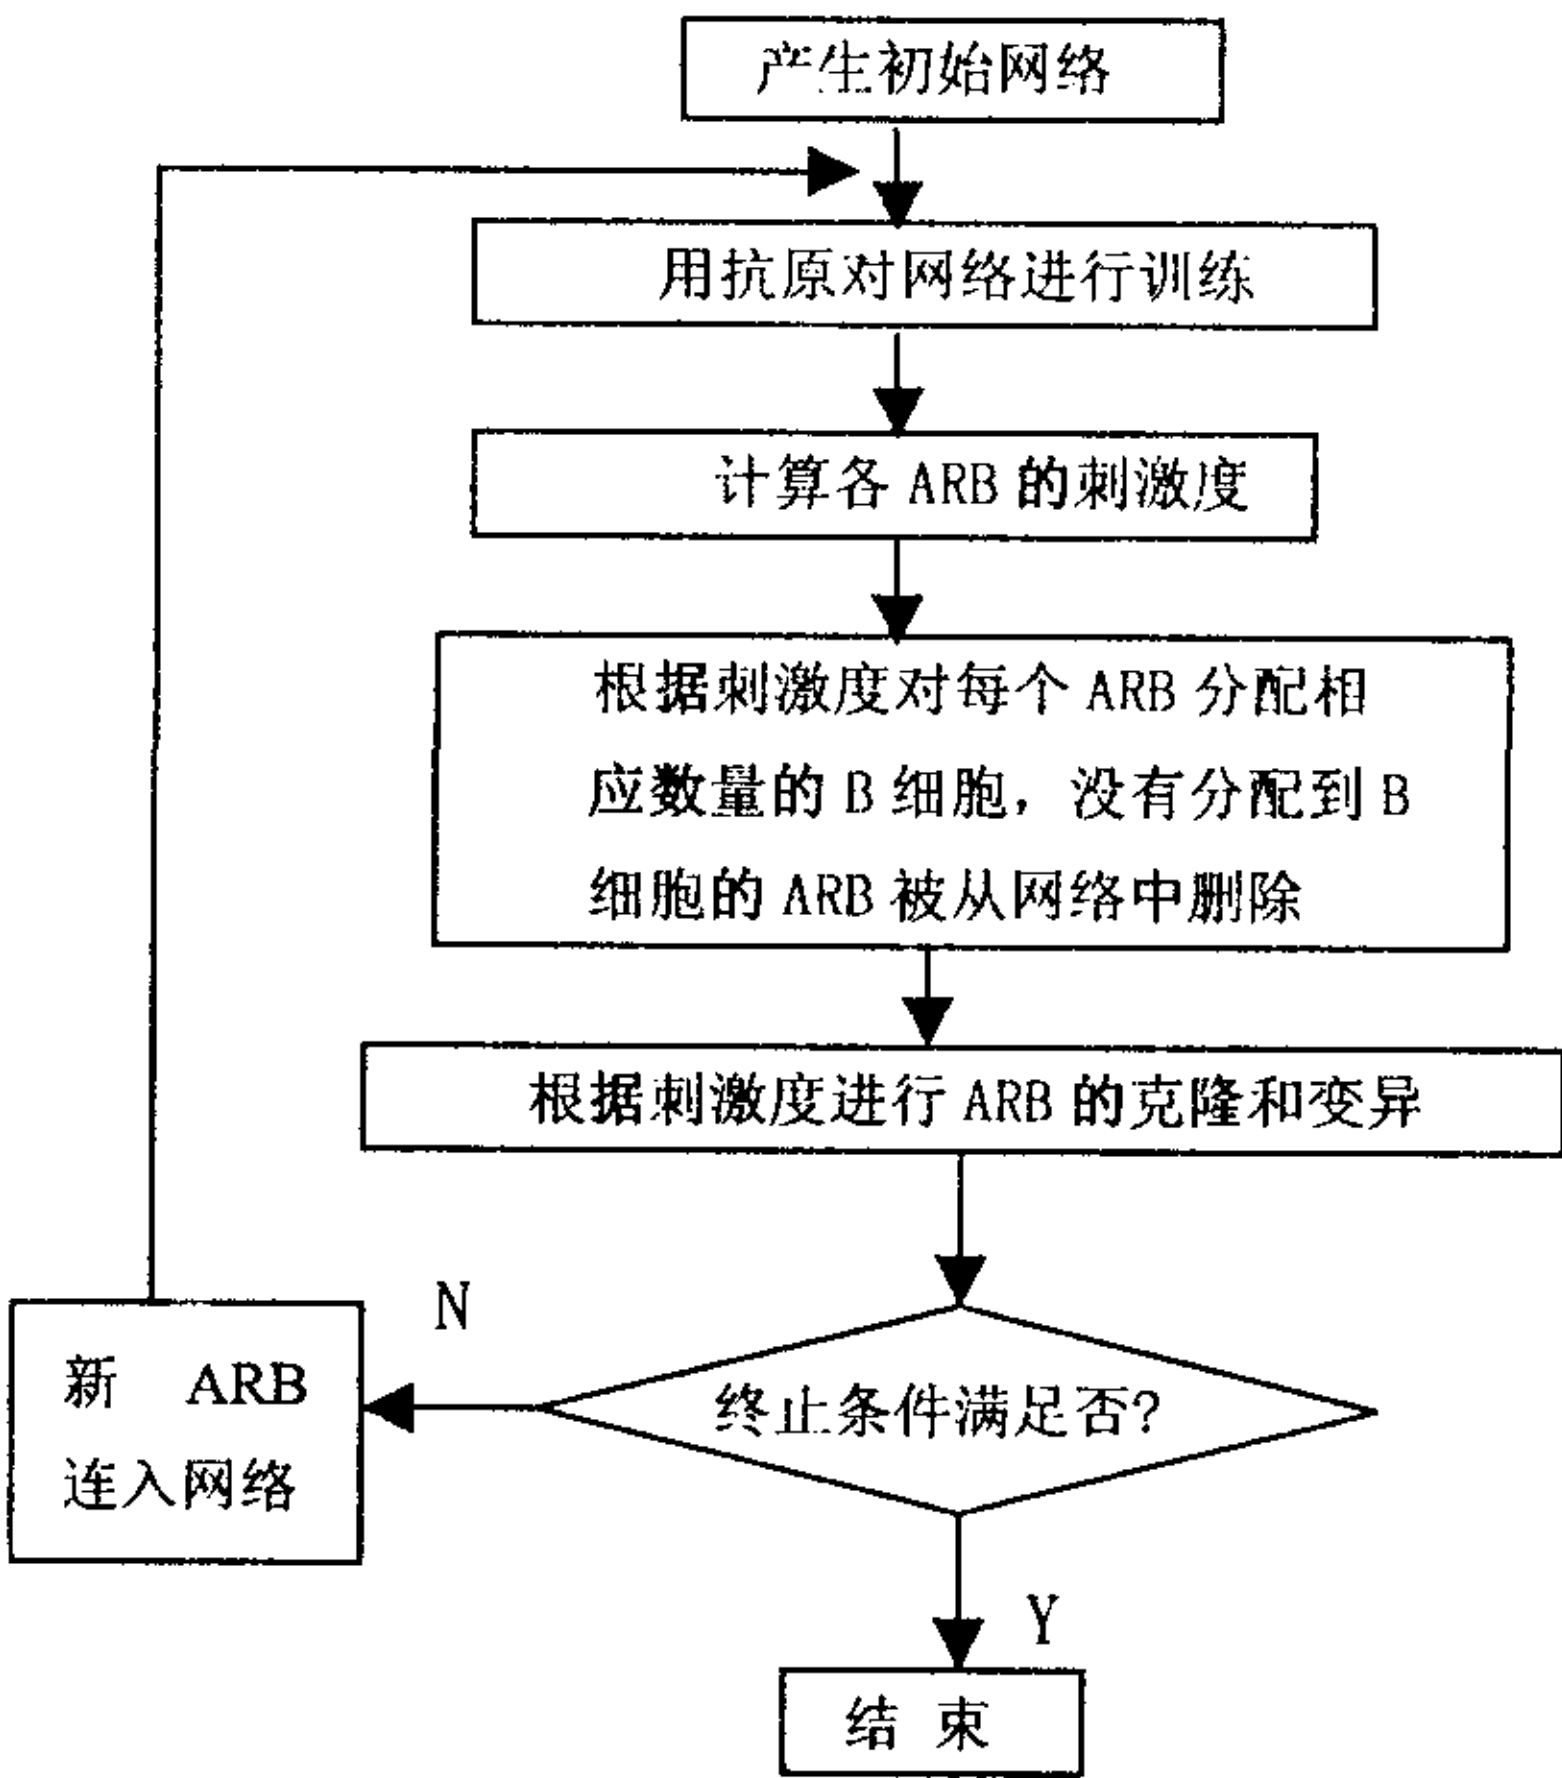 产生初始网络
用抗原对网络进行训练
计算各 ARB 的刺激度
根据刺激度对每个 ARB 分配相
应数量的 B 细胞，没有分配到 B
细胞的 ARB 被从网络中删除
根据刺激度进行 ARB 的克隆和变异
N
新 ARB
连入网络
终止条件满足否?
Y
结 束